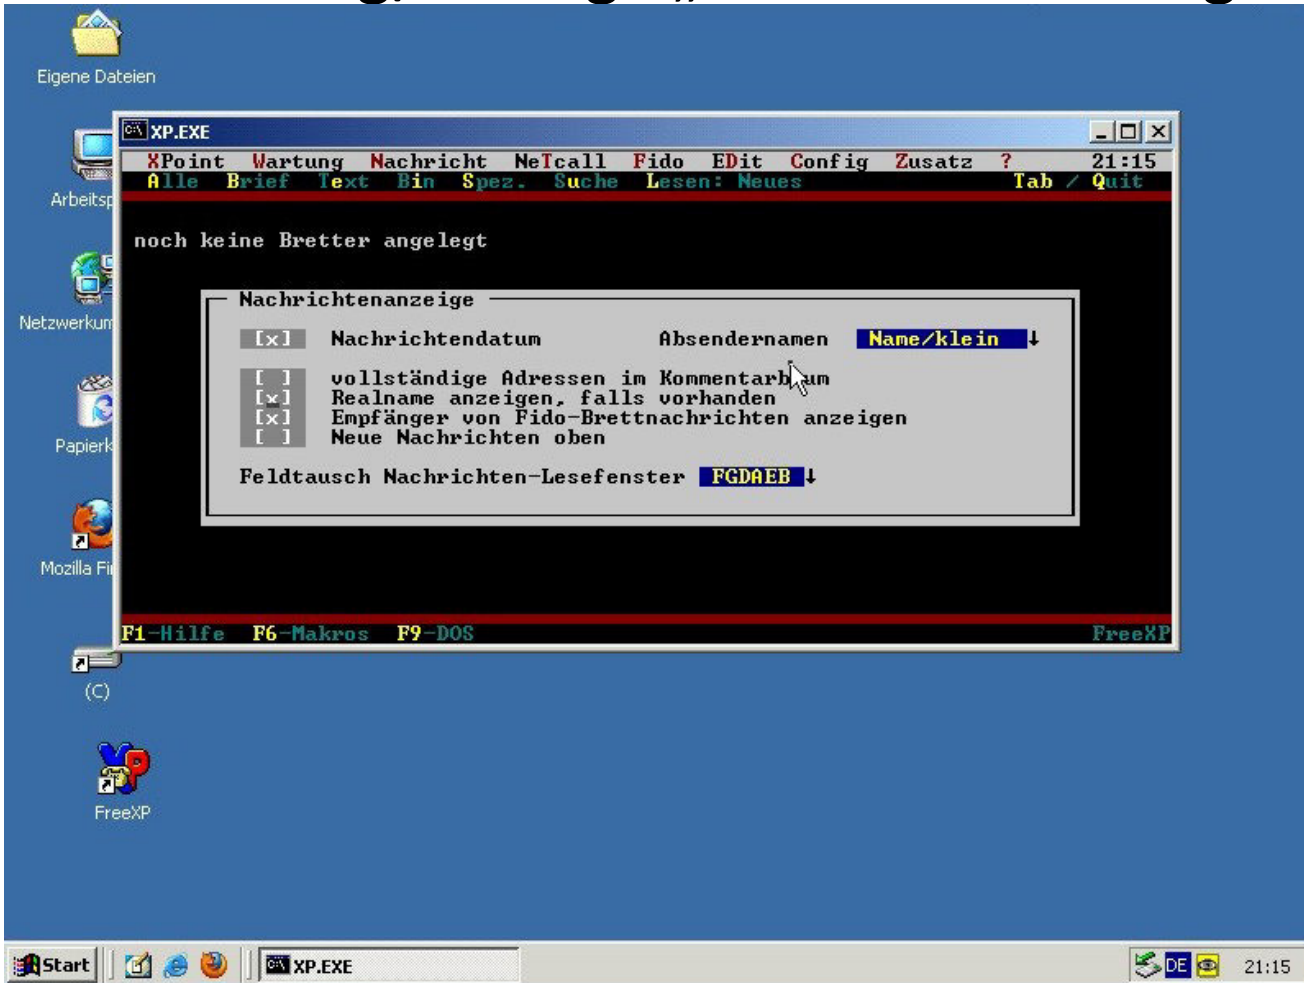 Eigene Dateien
XP.EXE
XPoint Wartung Nachricht NeTcall Fido EDit Config Zusatz ? 21:15
Alle Brief Text Bin Spez. Suche Lesen: Neues Tab / Quit
Arbeitsp
noch keine Bretter angelegt
Nachrichtenanzeige
Netzwerkum
[x] Nachrichtendatum Absendernamen Name/klein ↓
[ ] vollständige Adressen im Kommentarbaum
[x] Realname anzeigen, falls vorhanden
[x] Empfänger von Fido-Brettnachrichten anzeigen
[ ] Neue Nachrichten oben
Papierk
Feldtausch Nachrichten-Lesefenster FGDAEB ↓
Mozilla Fi
F1-Hilfe F6-Makros F9-DOS FreeXP
(C)
FreeXP
Start XP.EXE DE 21:15